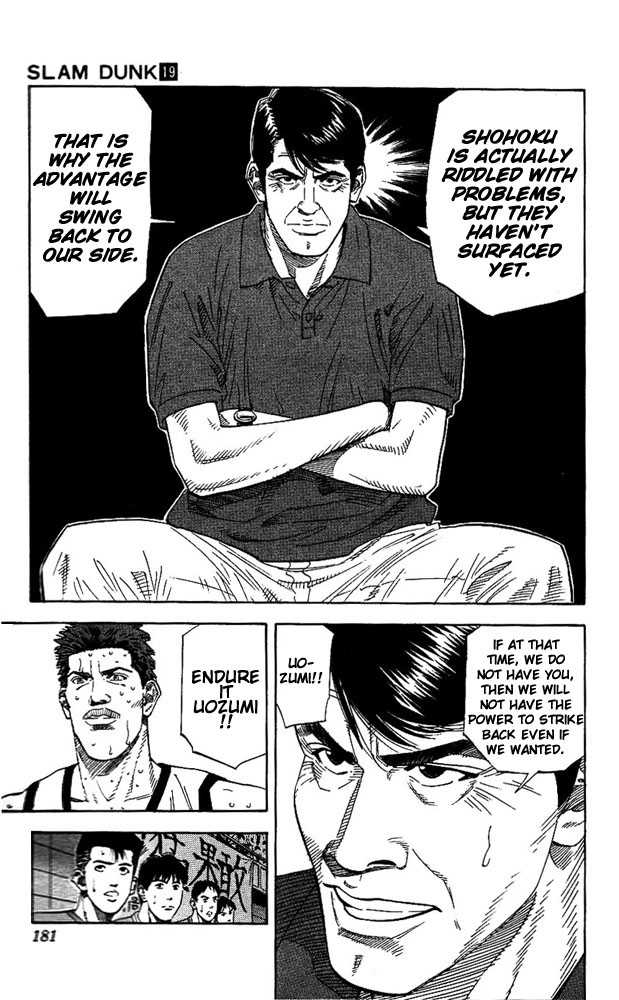 SLAM DUNK 19
SHOHOKU
IS ACTUALLY
RIDDLED WITH
PROBLEMS,
BUT THEY
HAVEN'T
SURFACED
YET.
THAT IS
WHY THE
ADVANTAGE
WILL
SWING
BACK TO
OUR SIDE.
IF AT THAT
TIME, WE DO
NOT HAVE YOU,
THEN WE WILL
NOT HAVE THE
POWER TO STRIKE
BACK EVEN IF
WE WANTED.
UO-
ZUMI!!
ENDURE
IT
UOZUMI
!!
果敢
181